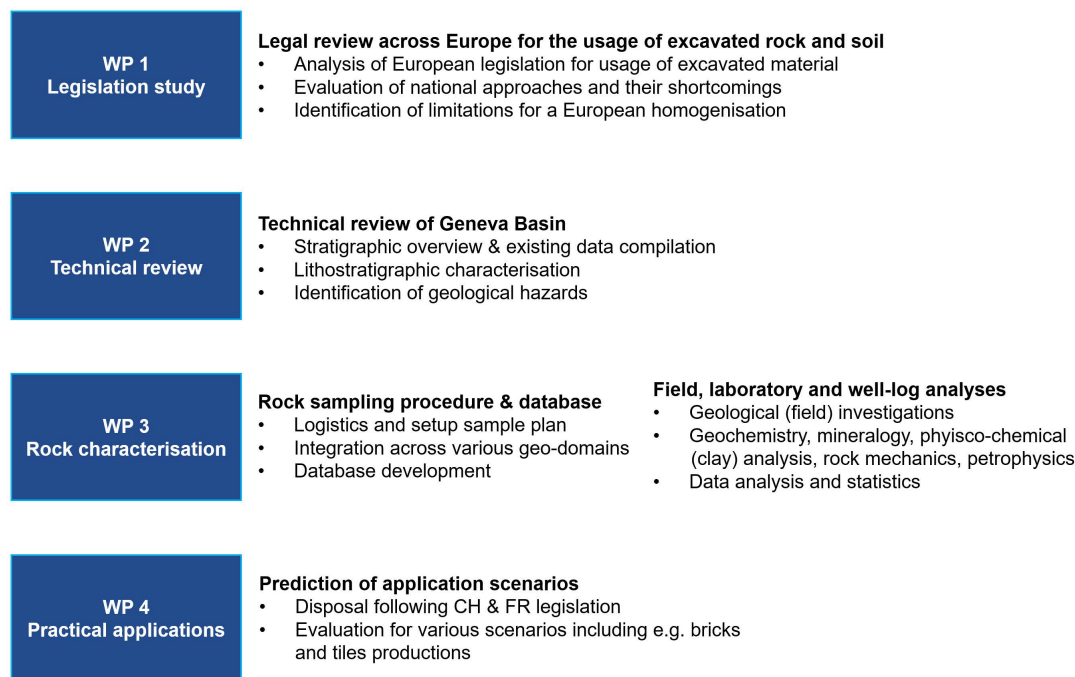 WP 1
Legislation study
Legal review across Europe for the usage of excavated rock and soil
• Analysis of European legislation for usage of excavated material
• Evaluation of national approaches and their shortcomings
• Identification of limitations for a European homogenisation
WP 2
Technical review
Technical review of Geneva Basin
• Stratigraphic overview & existing data compilation
• Lithostratigraphic characterisation
• Identification of geological hazards
WP 3
Rock characterisation
Rock sampling procedure & database
• Logistics and setup sample plan
• Integration across various geo-domains
• Database development
Field, laboratory and well-log analyses
• Geological (field) investigations
• Geochemistry, mineralogy, phyisco-chemical
(clay) analysis, rock mechanics, petrophysics
• Data analysis and statistics
WP 4
Practical applications
Prediction of application scenarios
• Disposal following CH & FR legislation
• Evaluation for various scenarios including e.g. bricks
and tiles productions